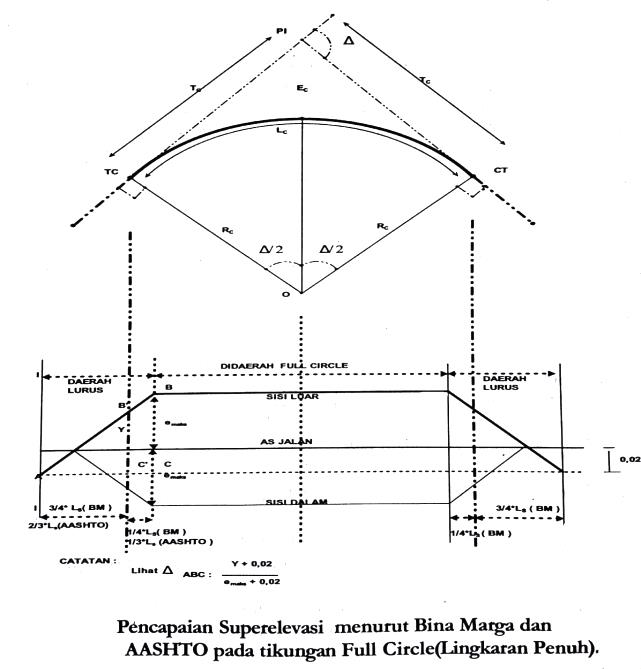 PI
Δ
Tc
Tc
Ec
Lc
TC
CT
Rc
Rc
Δ/2
Δ/2
O
I
DIDAERAH FULL CIRCLE
DAERAH
LURUS
DAERAH
LURUS
B
B'
SISI LUAR
Y
e maks
AS JALAN
C'
C
e maks
0,02
SISI DALAM
I
3/4*Ls( BM )
2/3*Ls(AASHTO)
1/4*Ls( BM )
1/3*Ls (AASHTO )
1/4*Ls( BM )
3/4*Ls( BM )
CATATAN :
Lihat Δ ABC :
Y + 0,02
e maks + 0,02
Pencapaian Superelevasi menurut Bina Marga dan
AASHTO pada tikungan Full Circle(Lingkaran Penuh).